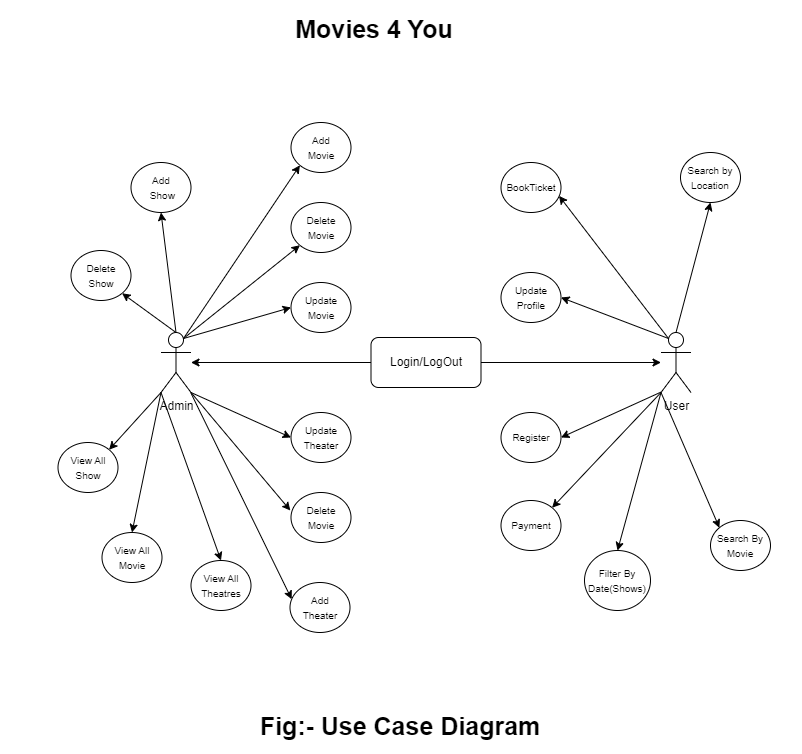 Movies 4 You
Add
Movie
Add
Show
Delete
Movie
Delete
Show
Update
Movie
BookTicket
Search by
Location
Update
Profile
Login/LogOut
Admin
User
Update
Theater
View All
Show
Delete
Movie
View All
Movie
View All
Theatres
Add
Theater
Register
Payment
Filter By
Date(Shows)
Search By
Movie
Fig:- Use Case Diagram